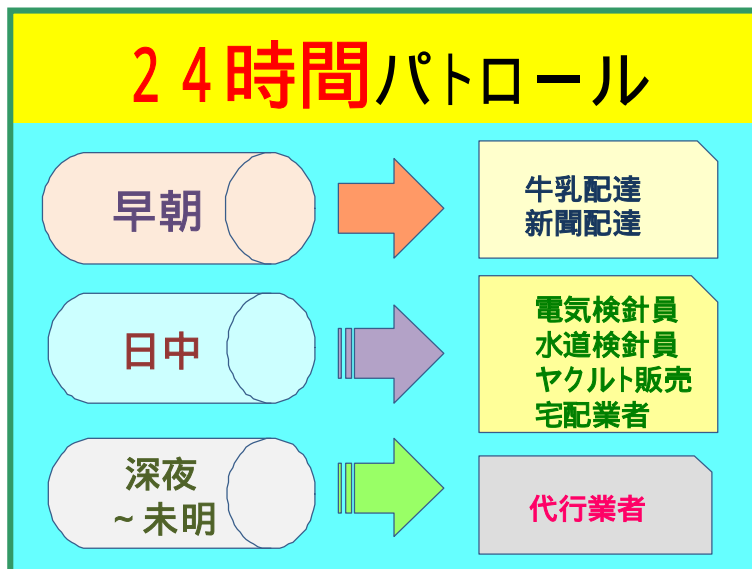 ２４時間パトロール
早朝
牛乳配達
新聞配達
日中
電気検針員
水道検針員
ヤクルト販売
宅配業者
深夜
～未明
代行業者